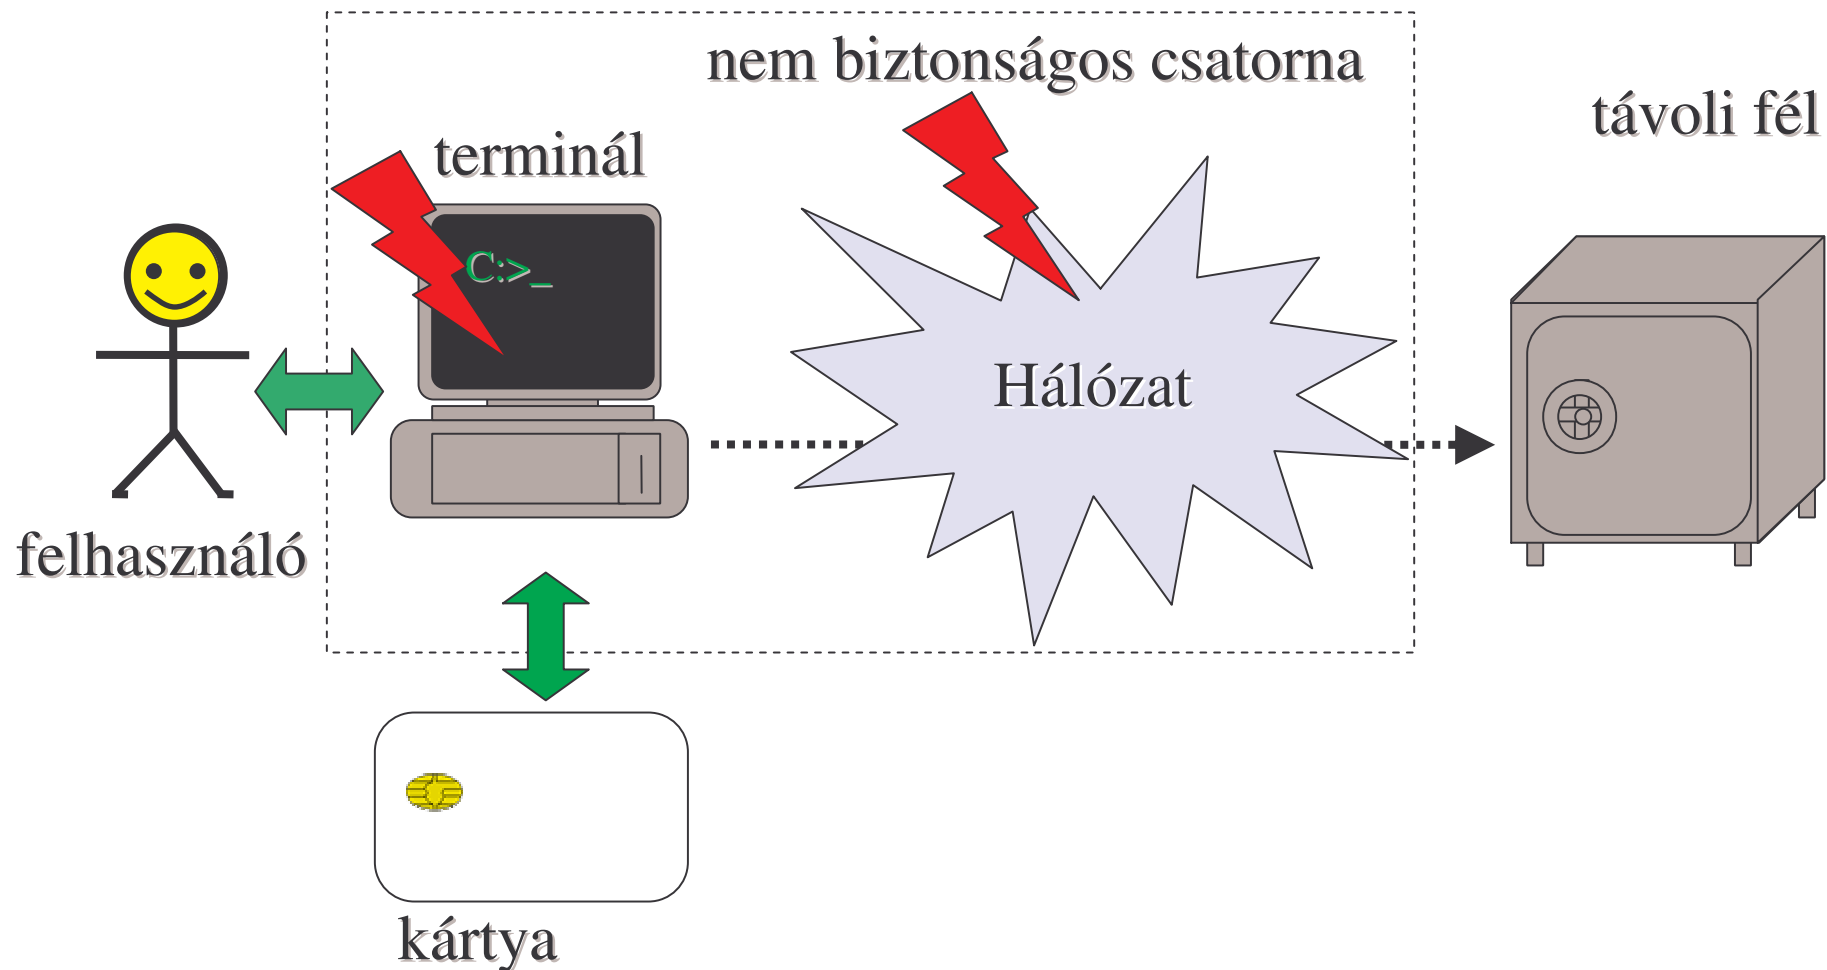 nem biztonságos csatorna
távoli fél
terminál
C:>_
Hálózat
felhasználó
kártya